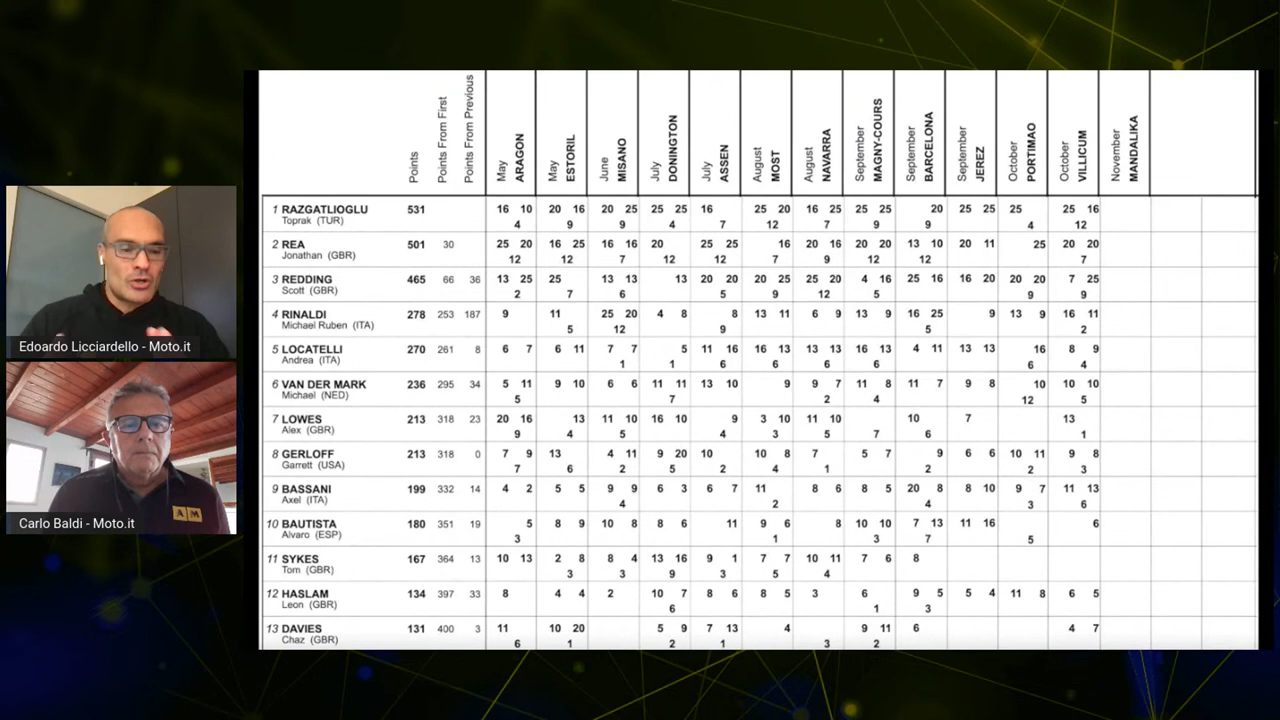 Points
Points From First
Points From Previous
May ARAGON
May ESTORIL
June MISANO
July DONINGTON
July ASSEN
August MOST
August NAVARRA
September MAGNY-COURS
September BARCELONA
September JEREZ
October PORTIMAO
October VILLICUM
November MANDALIKA
1 RAZGATLIOGLU 531 16 10 20 16 20 25 25 25 16 25 20 16 25 25 25 20 25 25 25 25 16
Toprak (TUR) 4 9 9 4 7 12 7 9 9 4 12
2 REA 501 30 25 20 16 25 16 16 20 25 25 16 20 16 20 20 13 10 20 11 25 20 20
Jonathan (GBR) 12 12 7 12 12 7 9 12 12 7
3 REDDING 465 66 36 13 25 25 13 13 13 20 20 20 25 25 20 4 16 25 16 16 20 20 20 7 25
Scott (GBR) 2 7 6 5 9 12 5 9 9
4 RINALDI 278 253 187 9 11 25 20 4 8 8 13 11 6 9 13 9 16 25 9 13 9 16 11
Michael Ruben (ITA) 5 12 9 5 2
5 LOCATELLI 270 261 8 6 7 6 11 7 7 5 11 16 16 13 13 13 16 13 4 11 13 13 16 8 9
Andrea (ITA) 1 1 6 6 6 6 6 4
6 VAN DER MARK 236 295 34 5 11 9 10 6 6 11 11 13 10 9 9 7 11 8 11 7 9 8 10 10 10
Michael (NED) 5 7 2 4 12 5
7 LOWES 213 318 23 20 16 13 11 10 16 10 9 3 10 11 10 10 7 13
Alex (GBR) 9 4 5 4 3 5 7 6 1
8 GERLOFF 213 318 0 7 9 13 4 11 9 20 10 10 8 7 5 7 9 6 6 10 11 9 8
Garrett (USA) 7 6 2 5 2 4 1 2 2 3
9 BASSANI 199 332 14 4 2 5 5 9 9 6 3 6 7 11 8 6 8 5 20 8 8 10 9 7 11 13
Axel (ITA) 4 2 4 3 6
10 BAUTISTA 180 351 19 5 8 9 10 8 8 6 11 9 6 8 10 10 7 13 11 16 6
Alvaro (ESP) 3 1 3 7 5
11 SYKES 167 364 13 10 13 2 8 8 4 13 16 9 1 7 7 10 11 7 6 8
Tom (GBR) 3 3 9 3 5 4
12 HASLAM 134 397 33 8 4 4 2 10 7 8 6 8 5 3 6 9 5 5 4 11 8 6 5
Leon (GBR) 6 1 3
13 DAVIES 131 400 3 11 10 20 5 9 7 13 4 9 11 6 4 7
Chaz (GBR) 6 1 2 1 3 2
Edoardo Licciardello - Moto.it
AM
Carlo Baldi - Moto.it